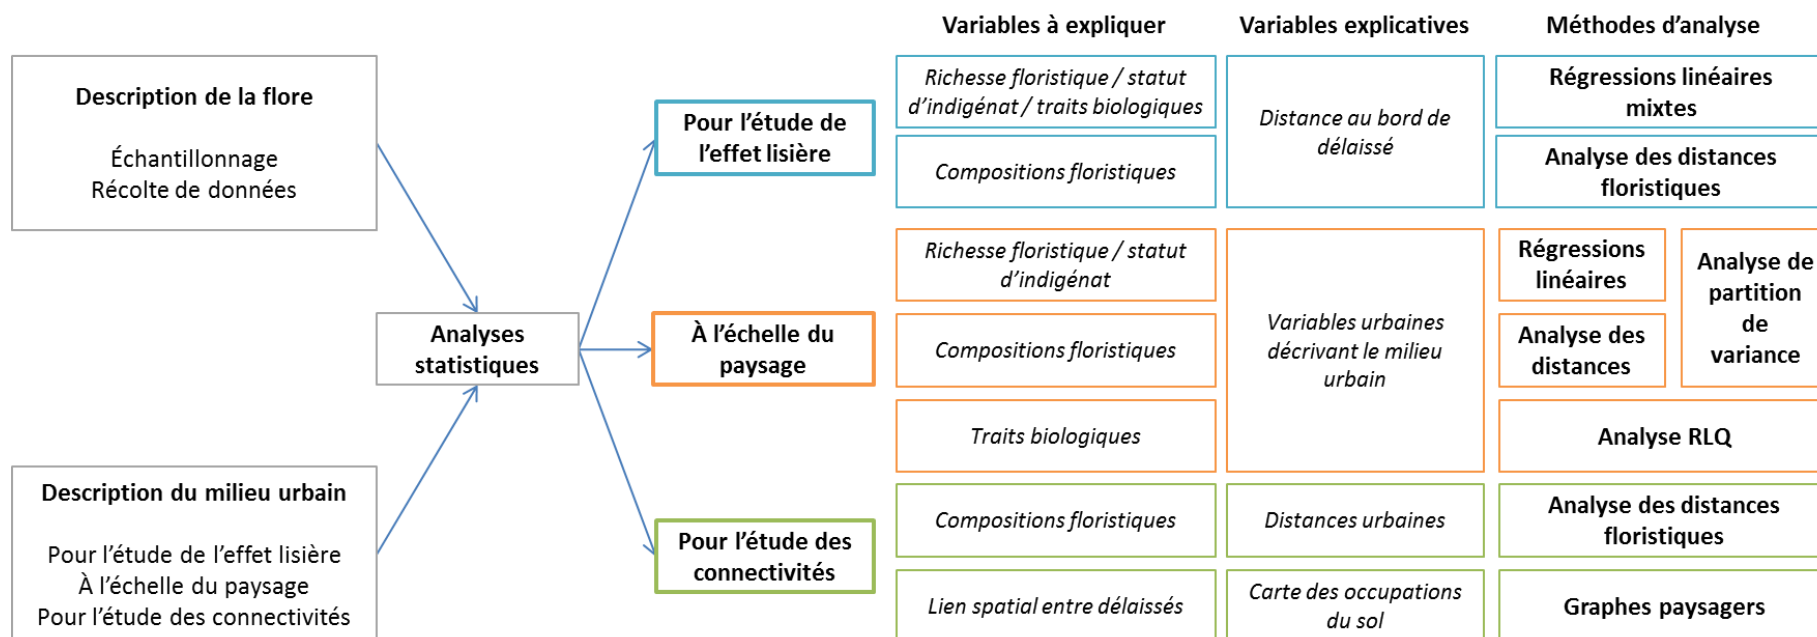 Variables à expliquer
Variables explicatives
Méthodes d'analyse
Description de la flore
Échantillonnage
Récolte de données
Description du milieu urbain
Pour l'étude de l'effet lisière
À l'échelle du paysage
Pour l'étude des connectivités
Analyses
statistiques
Pour l'étude de
l'effet lisière
Richesse floristique / statut
d'indigénat / traits biologiques
Compositions floristiques
Distance au bord de
délaissé
Régressions linéaires
mixtes
Analyse des distances
floristiques
À l'échelle du
paysage
Richesse floristique / statut
d'indigénat
Compositions floristiques
Traits biologiques
Variables urbaines
décrivant le milieu
urbain
Régressions
linéaires
Analyse des
distances
Analyse de
partition
de
variance
Analyse RLQ
Pour l'étude des
connectivités
Compositions floristiques
Distances urbaines
Analyse des distances
floristiques
Lien spatial entre délaissés
Carte des occupations
du sol
Graphes paysagers